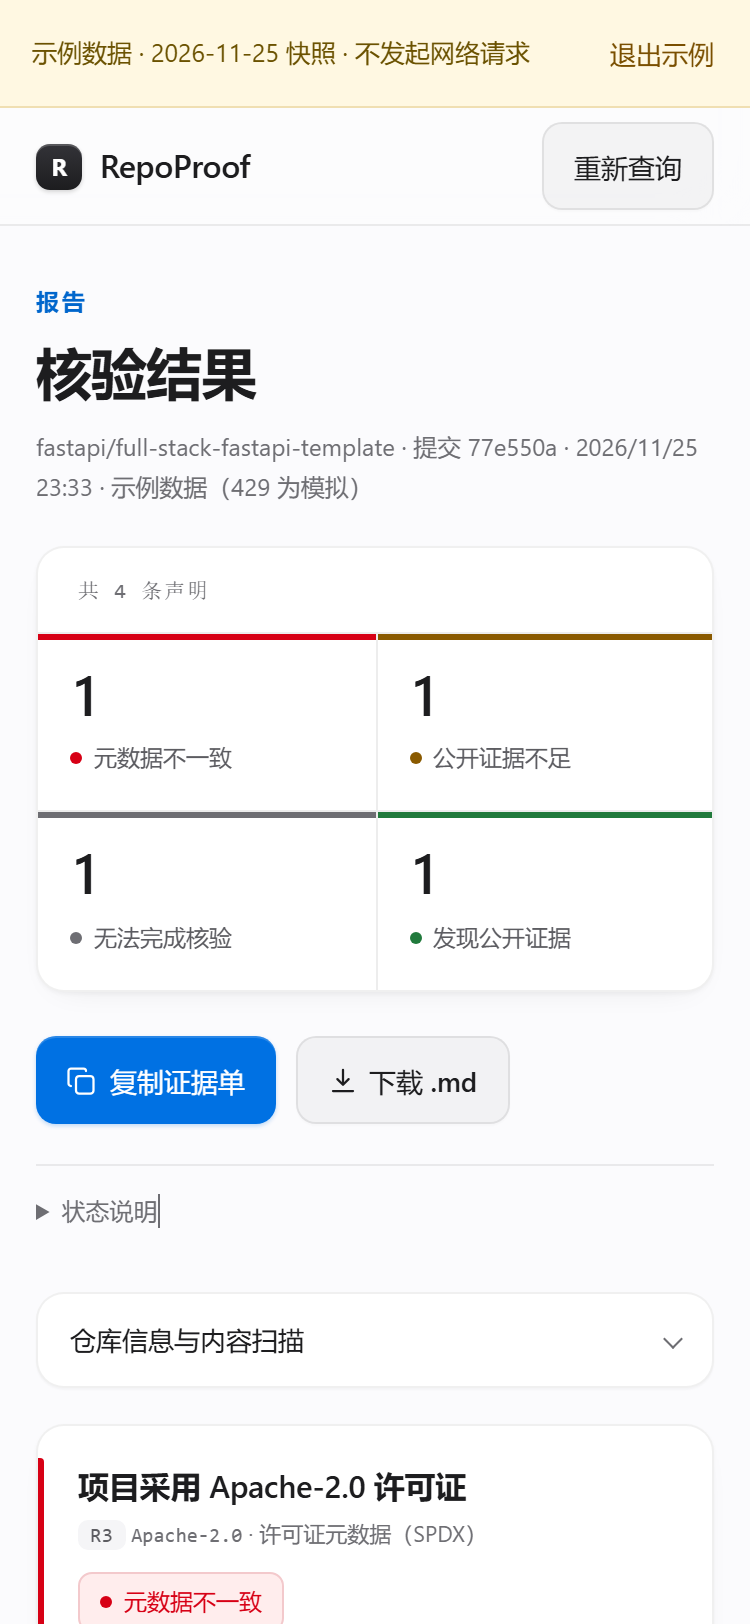 示例数据 · 2026-11-25 快照 · 不发起网络请求
退出示例
R RepoProof
重新查询
报告
核验结果
fastapi/full-stack-fastapi-template · 提交 77e550a · 2026/11/25
23:33 · 示例数据（429 为模拟）
共 4 条声明
1
元数据不一致
1
公开证据不足
1
无法完成核验
1
发现公开证据
复制证据单
下载 .md
状态说明
仓库信息与内容扫描
项目采用 Apache-2.0 许可证
R3 Apache-2.0 · 许可证元数据（SPDX）
元数据不一致